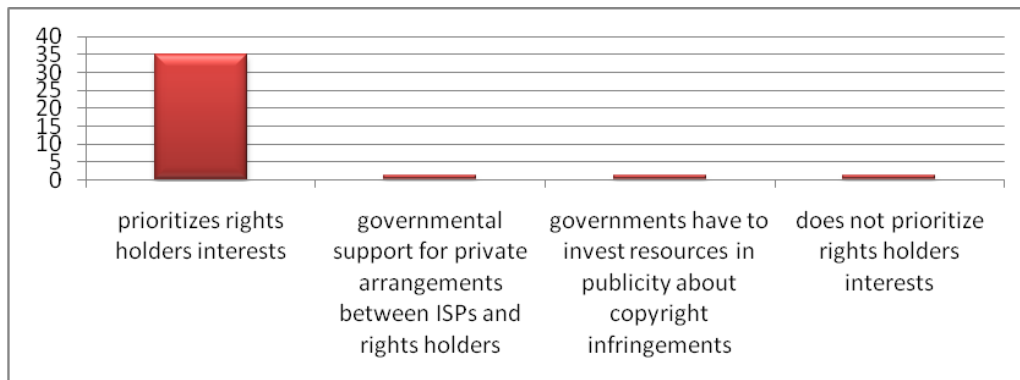 40
35
30
25
20
15
10
5
0
prioritizes rights
holders interests
governmental
support for private
arrangements
between ISPs and
rights holders
governments have to
invest resources in
publicity about
copyright
infringements
does not prioritize
rights holders
interests